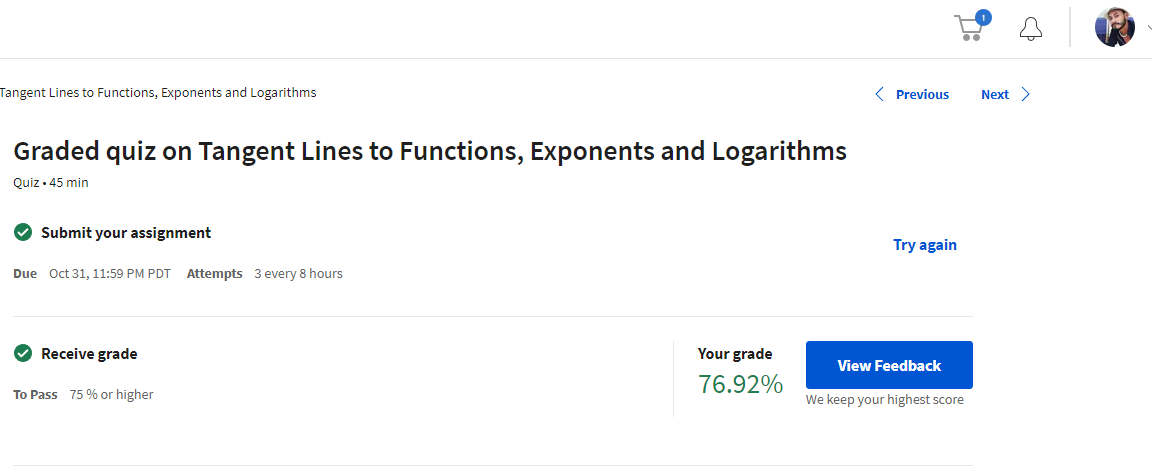 1
Tangent Lines to Functions, Exponents and Logarithms
Previous
Next
Graded quiz on Tangent Lines to Functions, Exponents and Logarithms
Quiz • 45 min
Submit your assignment
Try again
Due Oct 31, 11:59 PM PDT Attempts 3 every 8 hours
Receive grade
Your grade
View Feedback
76.92%
To Pass 75 % or higher
We keep your highest score